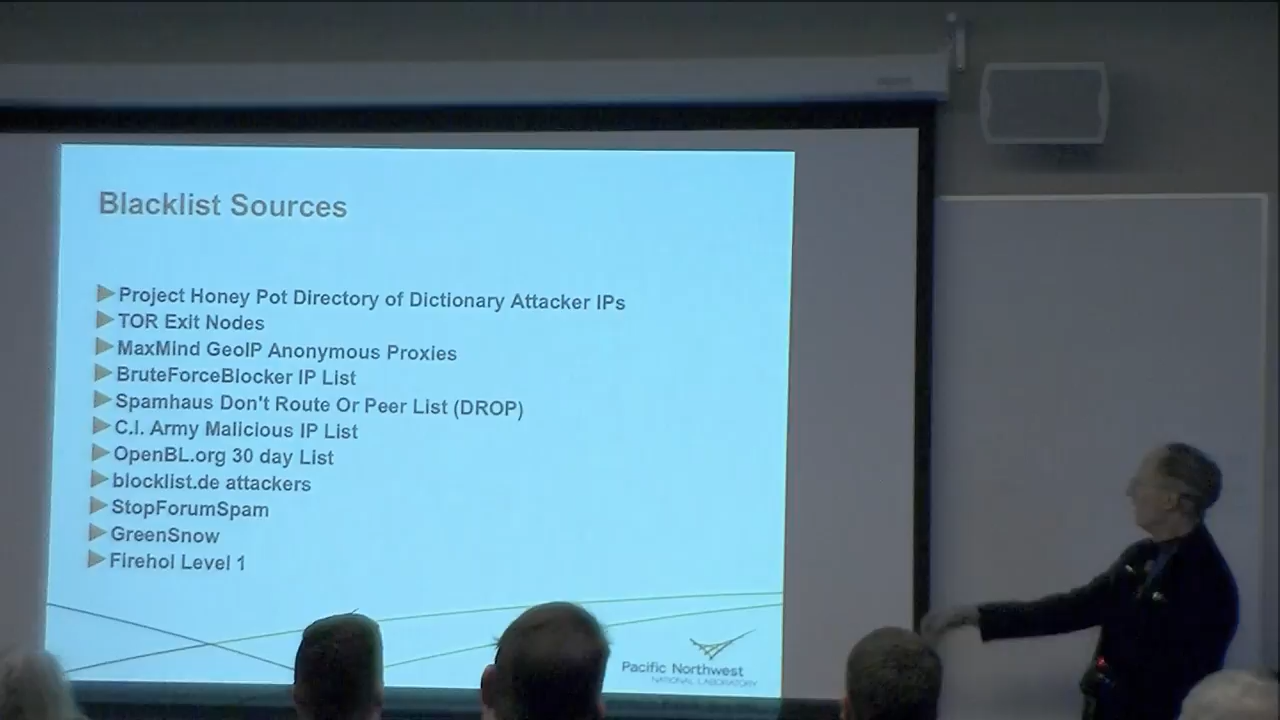 Blacklist Sources
Project Honey Pot Directory of Dictionary Attacker IPs
TOR Exit Nodes
MaxMind GeoIP Anonymous Proxies
BruteForceBlocker IP List
Spamhaus Don't Route Or Peer List (DROP)
C.I. Army Malicious IP List
OpenBL.org 30 day List
blocklist.de attackers
StopForumSpam
GreenSnow
Firehol Level 1
Pacific Northwest
NATIONAL LABORATORY